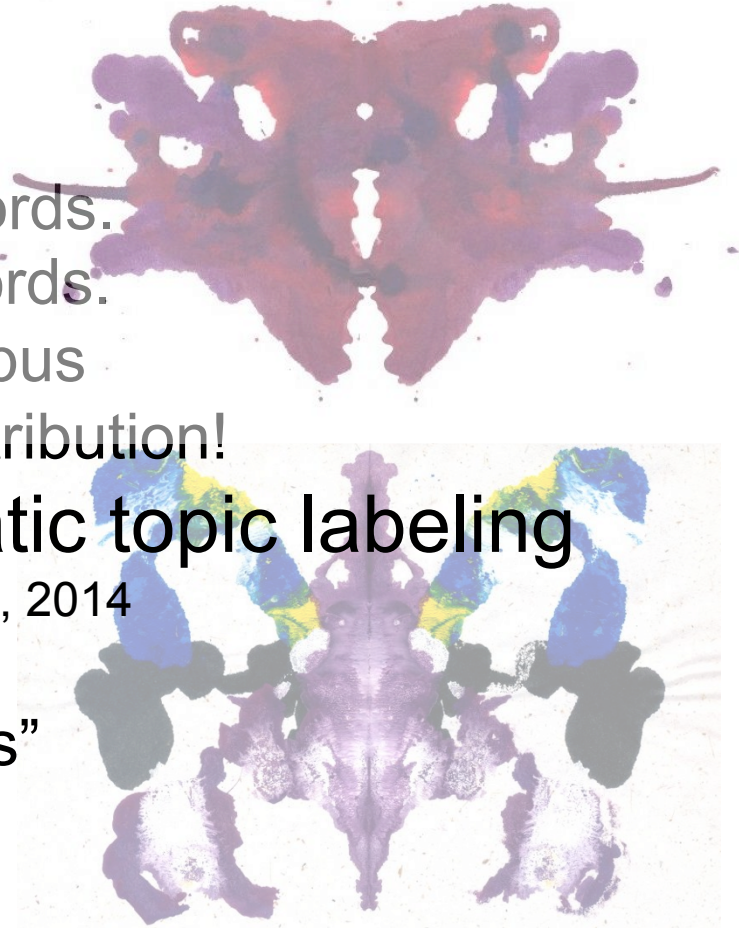 ords.
ords.
ous
ribution!
atic topic labeling
, 2014
s”